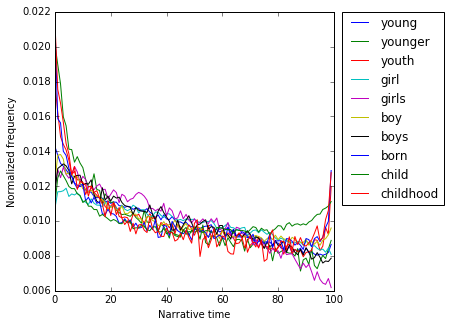 0.022
0.020
0.018
0.016
0.014
0.012
0.010
0.008
0.006
0 20 40 60 80 100
Normalized frequency
Narrative time
young
younger
youth
girl
girls
boy
boys
born
child
childhood